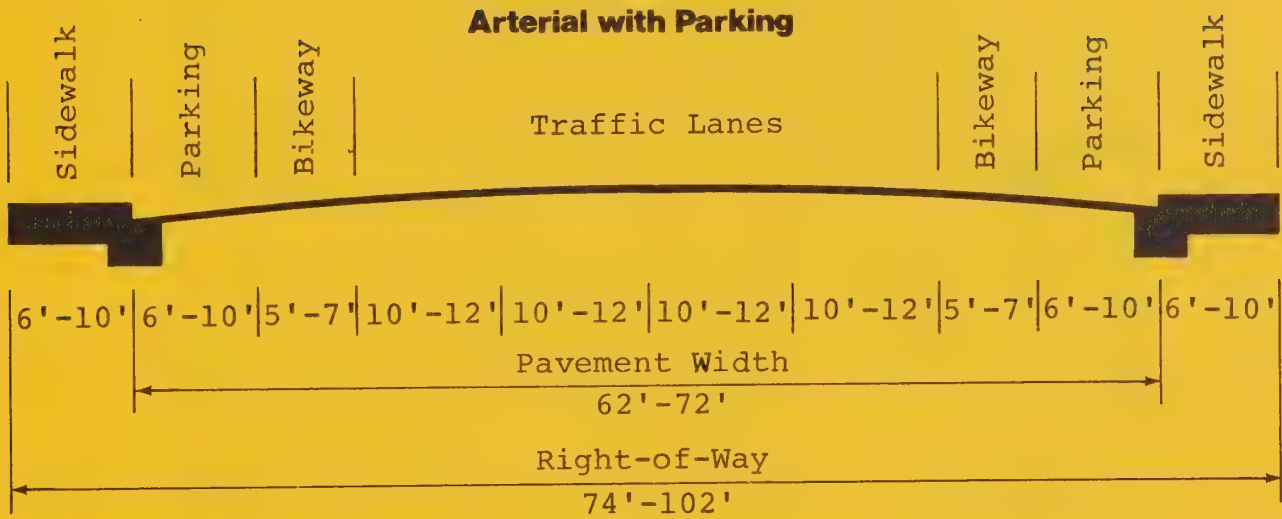 Arterial with Parking
Sidewalk
Parking
Bikeway
Traffic Lanes
Bikeway
Parking
Sidewalk
6'-10' 6'-10' 5'-7' 10'-12' 10'-12' 10'-12' 10'-12' 5'-7' 6'-10' 6'-10'
Pavement Width
62'-72'
Right-of-Way
74'-102'